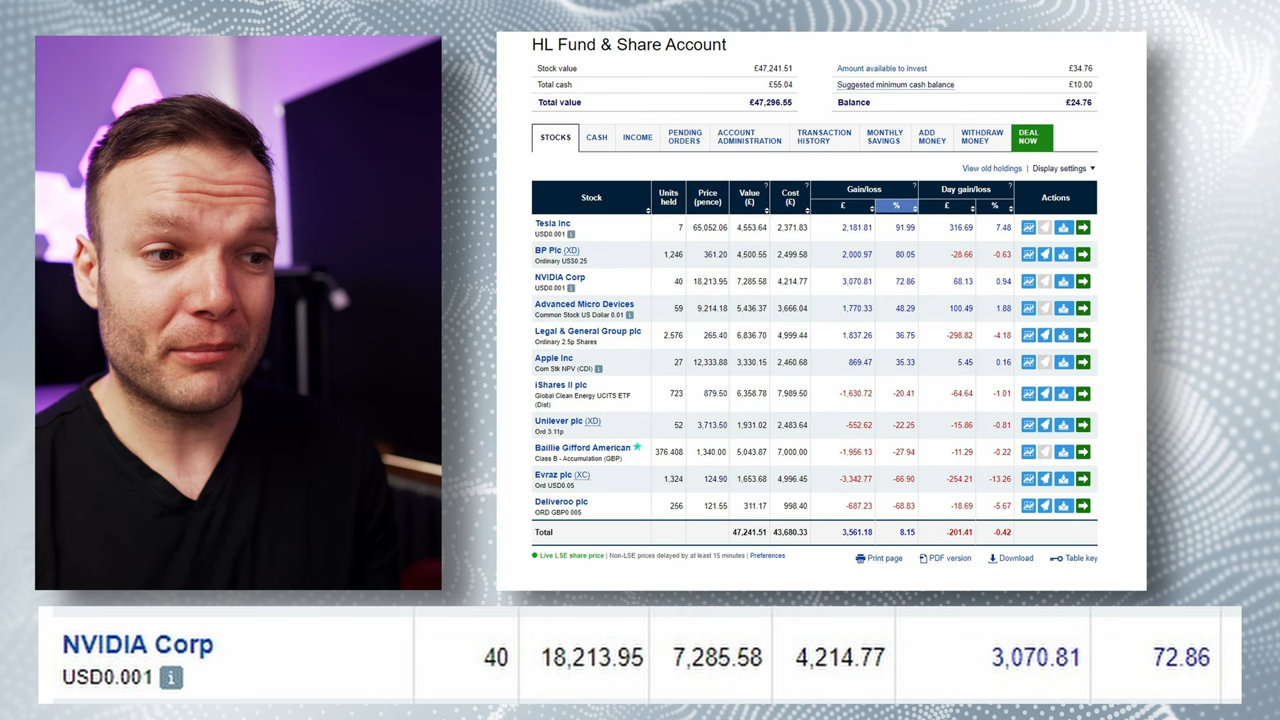 HL Fund & Share Account
Stock value £47,241.51 Amount available to invest £34.76
Total cash £55.04 Suggested minimum cash balance £10.00
Total value £47,296.55 Balance £24.76
STOCKS CASH INCOME PENDING ORDERS ACCOUNT ADMINISTRATION TRANSACTION HISTORY MONTHLY SAVINGS ADD MONEY WITHDRAW MONEY DEAL NOW
View old holdings | Display settings
Stock Units held Price (pence) Value (£) ? Cost (£) ? Gain/loss ? Day gain/loss ? Actions
£ % £ %
Tesla Inc
USD0.001 i 7 65,052.06 4,553.64 2,371.83 2,181.81 91.99 316.69 7.48
BP Plc (XD)
Ordinary US$0.25 1,246 361.20 4,500.55 2,499.58 2,000.97 80.05 -28.66 -0.63
NVIDIA Corp
USD0.001 i 40 18,213.95 7,285.58 4,214.77 3,070.81 72.86 68.13 0.94
Advanced Micro Devices
Common Stock US Dollar 0.01 i 59 9,214.18 5,436.37 3,666.04 1,770.33 48.29 100.49 1.88
Legal & General Group plc
Ordinary 2.5p Shares 2,576 265.40 6,836.70 4,999.44 1,837.26 36.75 -298.82 -4.18
Apple Inc
Com Stk NPV (CDI) i 27 12,333.88 3,330.15 2,460.68 869.47 35.33 5.45 0.16
iShares II plc
Global Clean Energy UCITS ETF
(Dist) 723 879.50 6,358.78 7,989.50 -1,630.72 -20.41 -64.64 -1.01
Unilever plc (XD)
Ord 3.11p 52 3,713.50 1,931.02 2,483.64 -552.62 -22.25 -15.86 -0.81
Baillie Gifford American
Class B - Accumulation (GBP) 376.408 1,340.00 5,043.87 7,000.00 -1,956.13 -27.94 -11.29 -0.22
Evraz plc (XC)
Ord USD0.05 1,324 124.90 1,653.68 4,996.45 -3,342.77 -66.90 -254.21 -13.26
Deliveroo plc
ORD GBP0.005 256 121.55 311.17 998.40 -687.23 -68.83 -18.69 -5.67
Total 47,241.51 43,680.33 3,561.18 8.15 -201.41 -0.42
Live LSE share price | Non-LSE prices delayed by at least 15 minutes | Preferences
Print page PDF version Download Table key
NVIDIA Corp 40 18,213.95 7,285.58 4,214.77 3,070.81 72.86
USD0.001 i